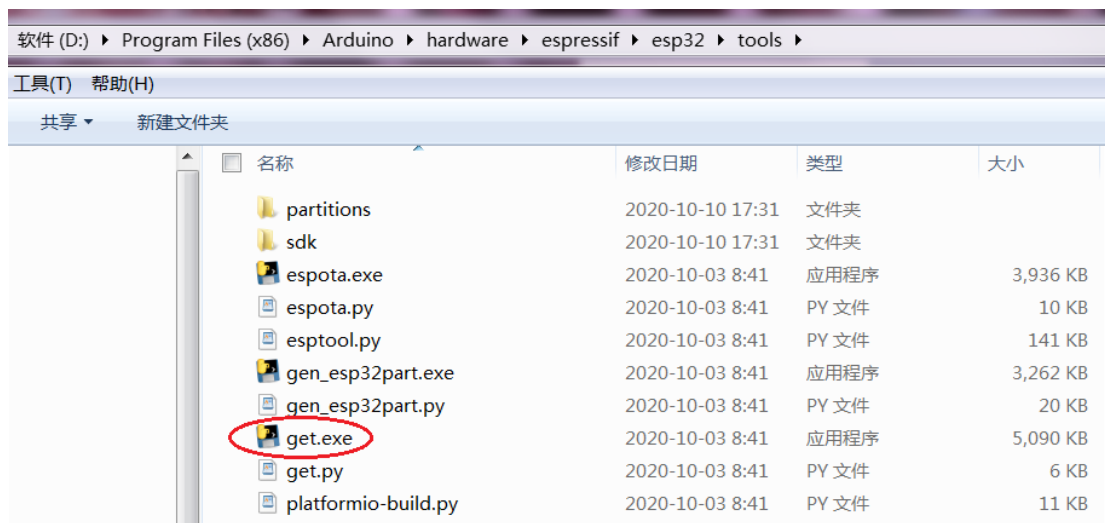 软件 (D:) ▸ Program Files (x86) ▸ Arduino ▸ hardware ▸ espressif ▸ esp32 ▸ tools ▸
工具(T) 帮助(H)
共享 新建文件夹
名称 修改日期 类型 大小
partitions 2020-10-10 17:31 文件夹
sdk 2020-10-10 17:31 文件夹
espota.exe 2020-10-03 8:41 应用程序 3,936 KB
espota.py 2020-10-03 8:41 PY 文件 10 KB
esptool.py 2020-10-03 8:41 PY 文件 141 KB
gen_esp32part.exe 2020-10-03 8:41 应用程序 3,262 KB
gen_esp32part.py 2020-10-03 8:41 PY 文件 20 KB
get.exe 2020-10-03 8:41 应用程序 5,090 KB
get.py 2020-10-03 8:41 PY 文件 6 KB
platformio-build.py 2020-10-03 8:41 PY 文件 11 KB